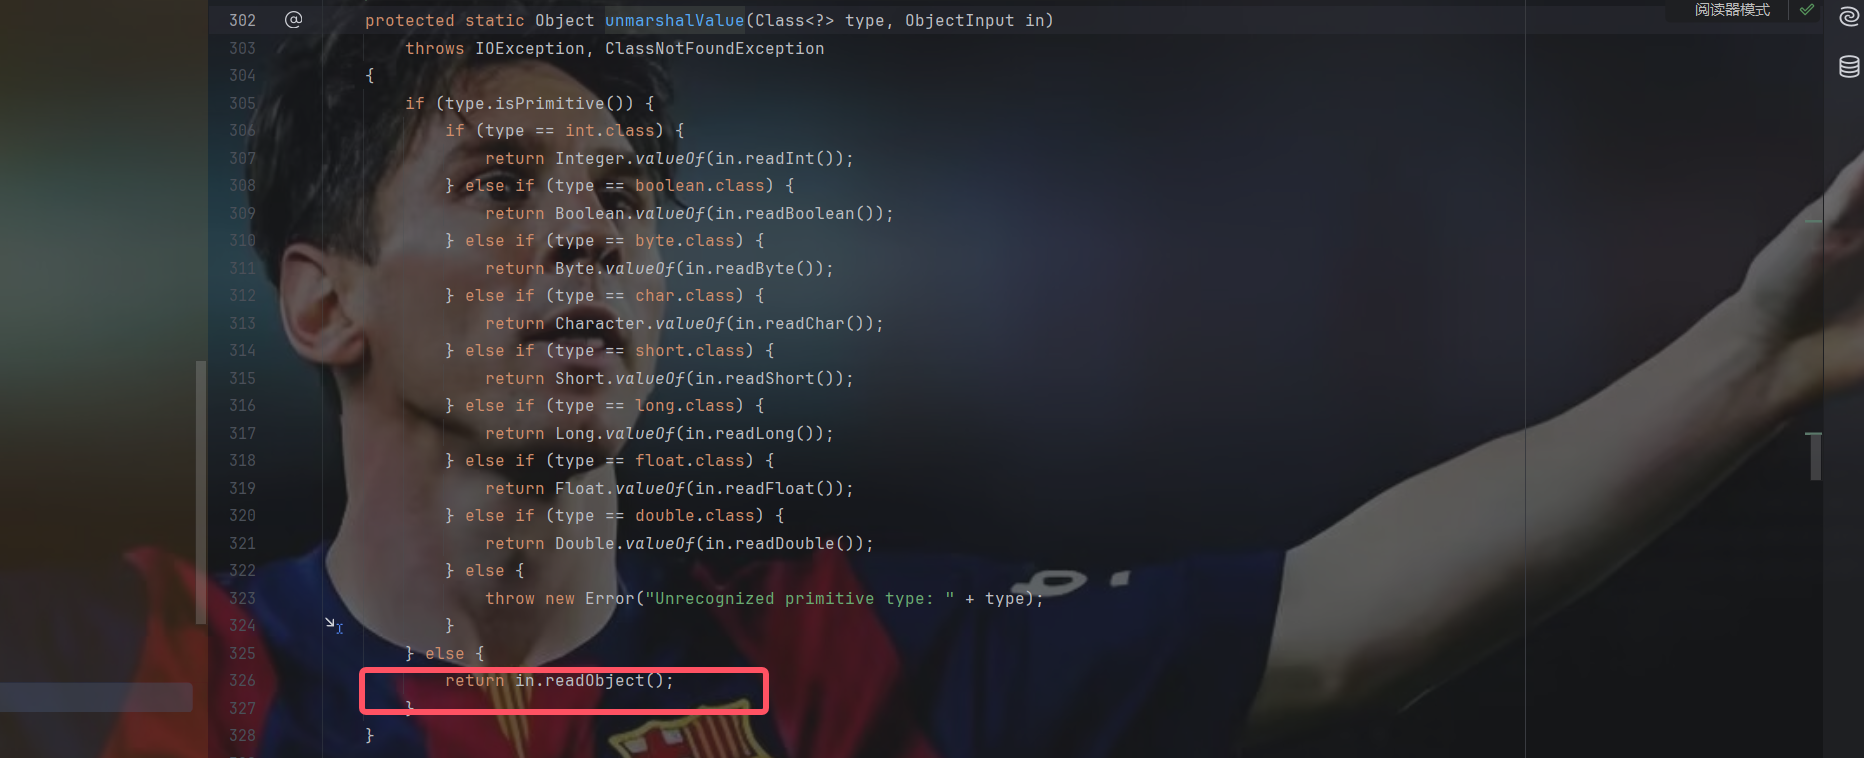 阅读器模式
302 @ protected static Object unmarshalValue(Class<?> type, ObjectInput in)
303 throws IOException, ClassNotFoundException
304 {
305 if (type.isPrimitive()) {
306 if (type == int.class) {
307 return Integer.valueOf(in.readInt());
308 } else if (type == boolean.class) {
309 return Boolean.valueOf(in.readBoolean());
310 } else if (type == byte.class) {
311 return Byte.valueOf(in.readByte());
312 } else if (type == char.class) {
313 return Character.valueOf(in.readChar());
314 } else if (type == short.class) {
315 return Short.valueOf(in.readShort());
316 } else if (type == long.class) {
317 return Long.valueOf(in.readLong());
318 } else if (type == float.class) {
319 return Float.valueOf(in.readFloat());
320 } else if (type == double.class) {
321 return Double.valueOf(in.readDouble());
322 } else {
323 throw new Error("Unrecognized primitive type: " + type);
324 }
325 } else {
326 return in.readObject();
327 }
328 }